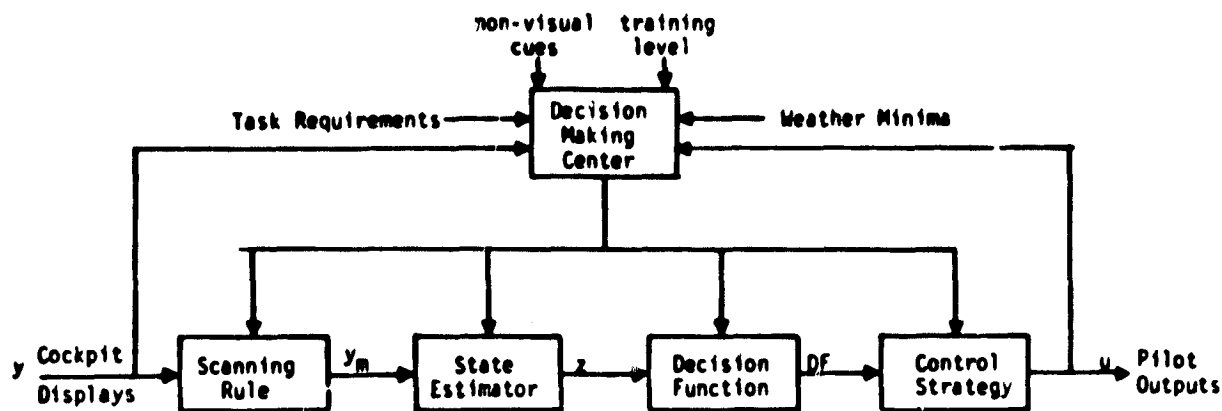 non-visual training
cues level
Task Requirements
Decision
Making
Center
Weather Minima
y Cockpit
Displays
Scanning
Rule
ym
State
Estimator
z
Decision
Function
DF
Control
Strategy
u Pilot
Outputs